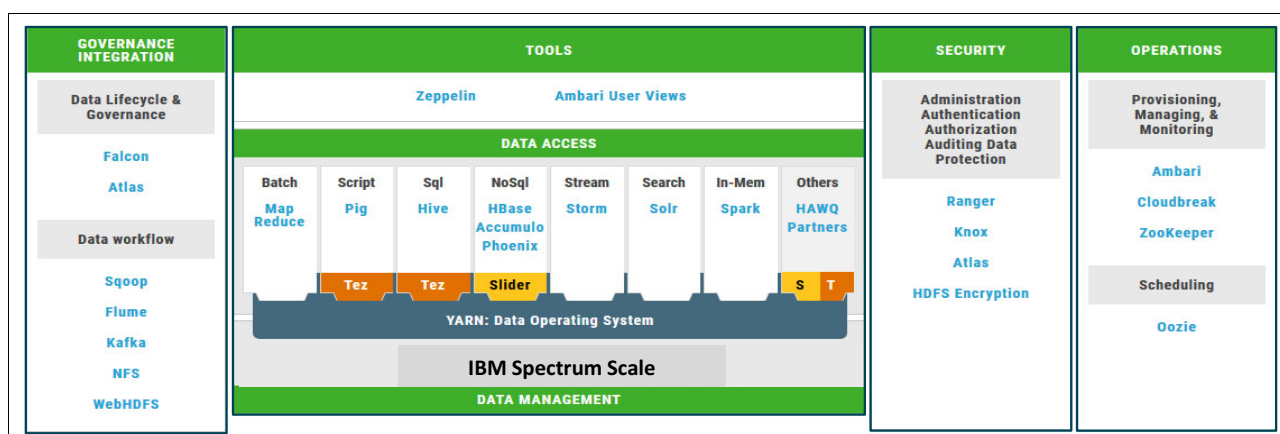 GOVERNANCE
INTEGRATION
Data Lifecycle &
Governance
Falcon
Atlas
Data workflow
Sqoop
Flume
Kafka
NFS
WebHDFS
TOOLS
Zeppelin
Ambari User Views
DATA ACCESS
Batch
Map
Reduce
Script
Pig
Tez
Sql
Hive
Tez
NoSql
HBase
Accumulo
Phoenix
Slider
Stream
Storm
Search
Solr
In-Mem
Spark
Others
HAWQ
Partners
S
T
YARN: Data Operating System
IBM Spectrum Scale
DATA MANAGEMENT
SECURITY
Administration
Authentication
Authorization
Auditing Data
Protection
Ranger
Knox
Atlas
HDFS Encryption
OPERATIONS
Provisioning,
Managing, &
Monitoring
Ambari
Cloudbreak
ZooKeeper
Scheduling
Oozie